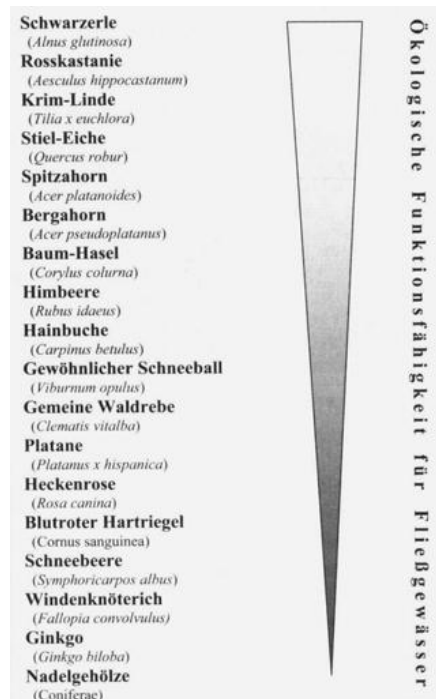 Schwarzerle
(Alnus glutinosa)
Rosskastanie
(Aesculus hippocastanum)
Krim-Linde
(Tilia x euchlora)
Stiel-Eiche
(Quercus robur)
Spitzahorn
(Acer platanoides)
Bergahorn
(Acer pseudoplatanus)
Baum-Hasel
(Corylus colurna)
Himbeere
(Rubus idaeus)
Hainbuche
(Carpinus betulus)
Gewöhnlicher Schneeball
(Viburnum opulus)
Gemeine Waldrebe
(Clematis vitalba)
Platane
(Platanus x hispanica)
Heckenrose
(Rosa canina)
Blutroter Hartriegel
(Cornus sanguinea)
Schneebeere
(Symphoricarpos albus)
Windenknöterich
(Fallopia convolvulus)
Ginkgo
(Ginkgo biloba)
Nadelgehölze
(Coniferae)
Ökologische Funktionsfähigkeit für Fließgewässer